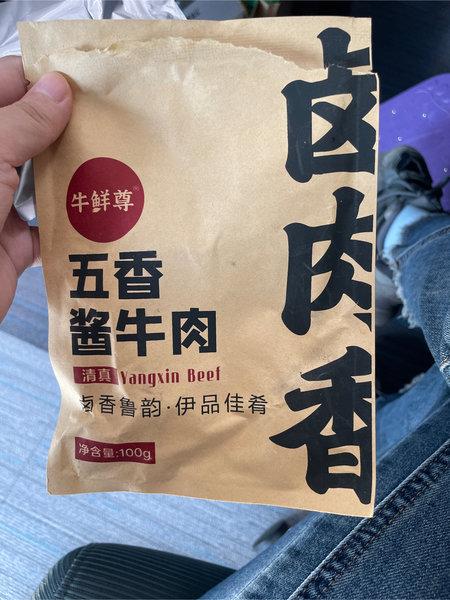 卤肉香
牛鲜尊®
五香
酱牛肉
清真 Yangxin Beef
卤香鲁韵·伊品佳肴
净含量:100g